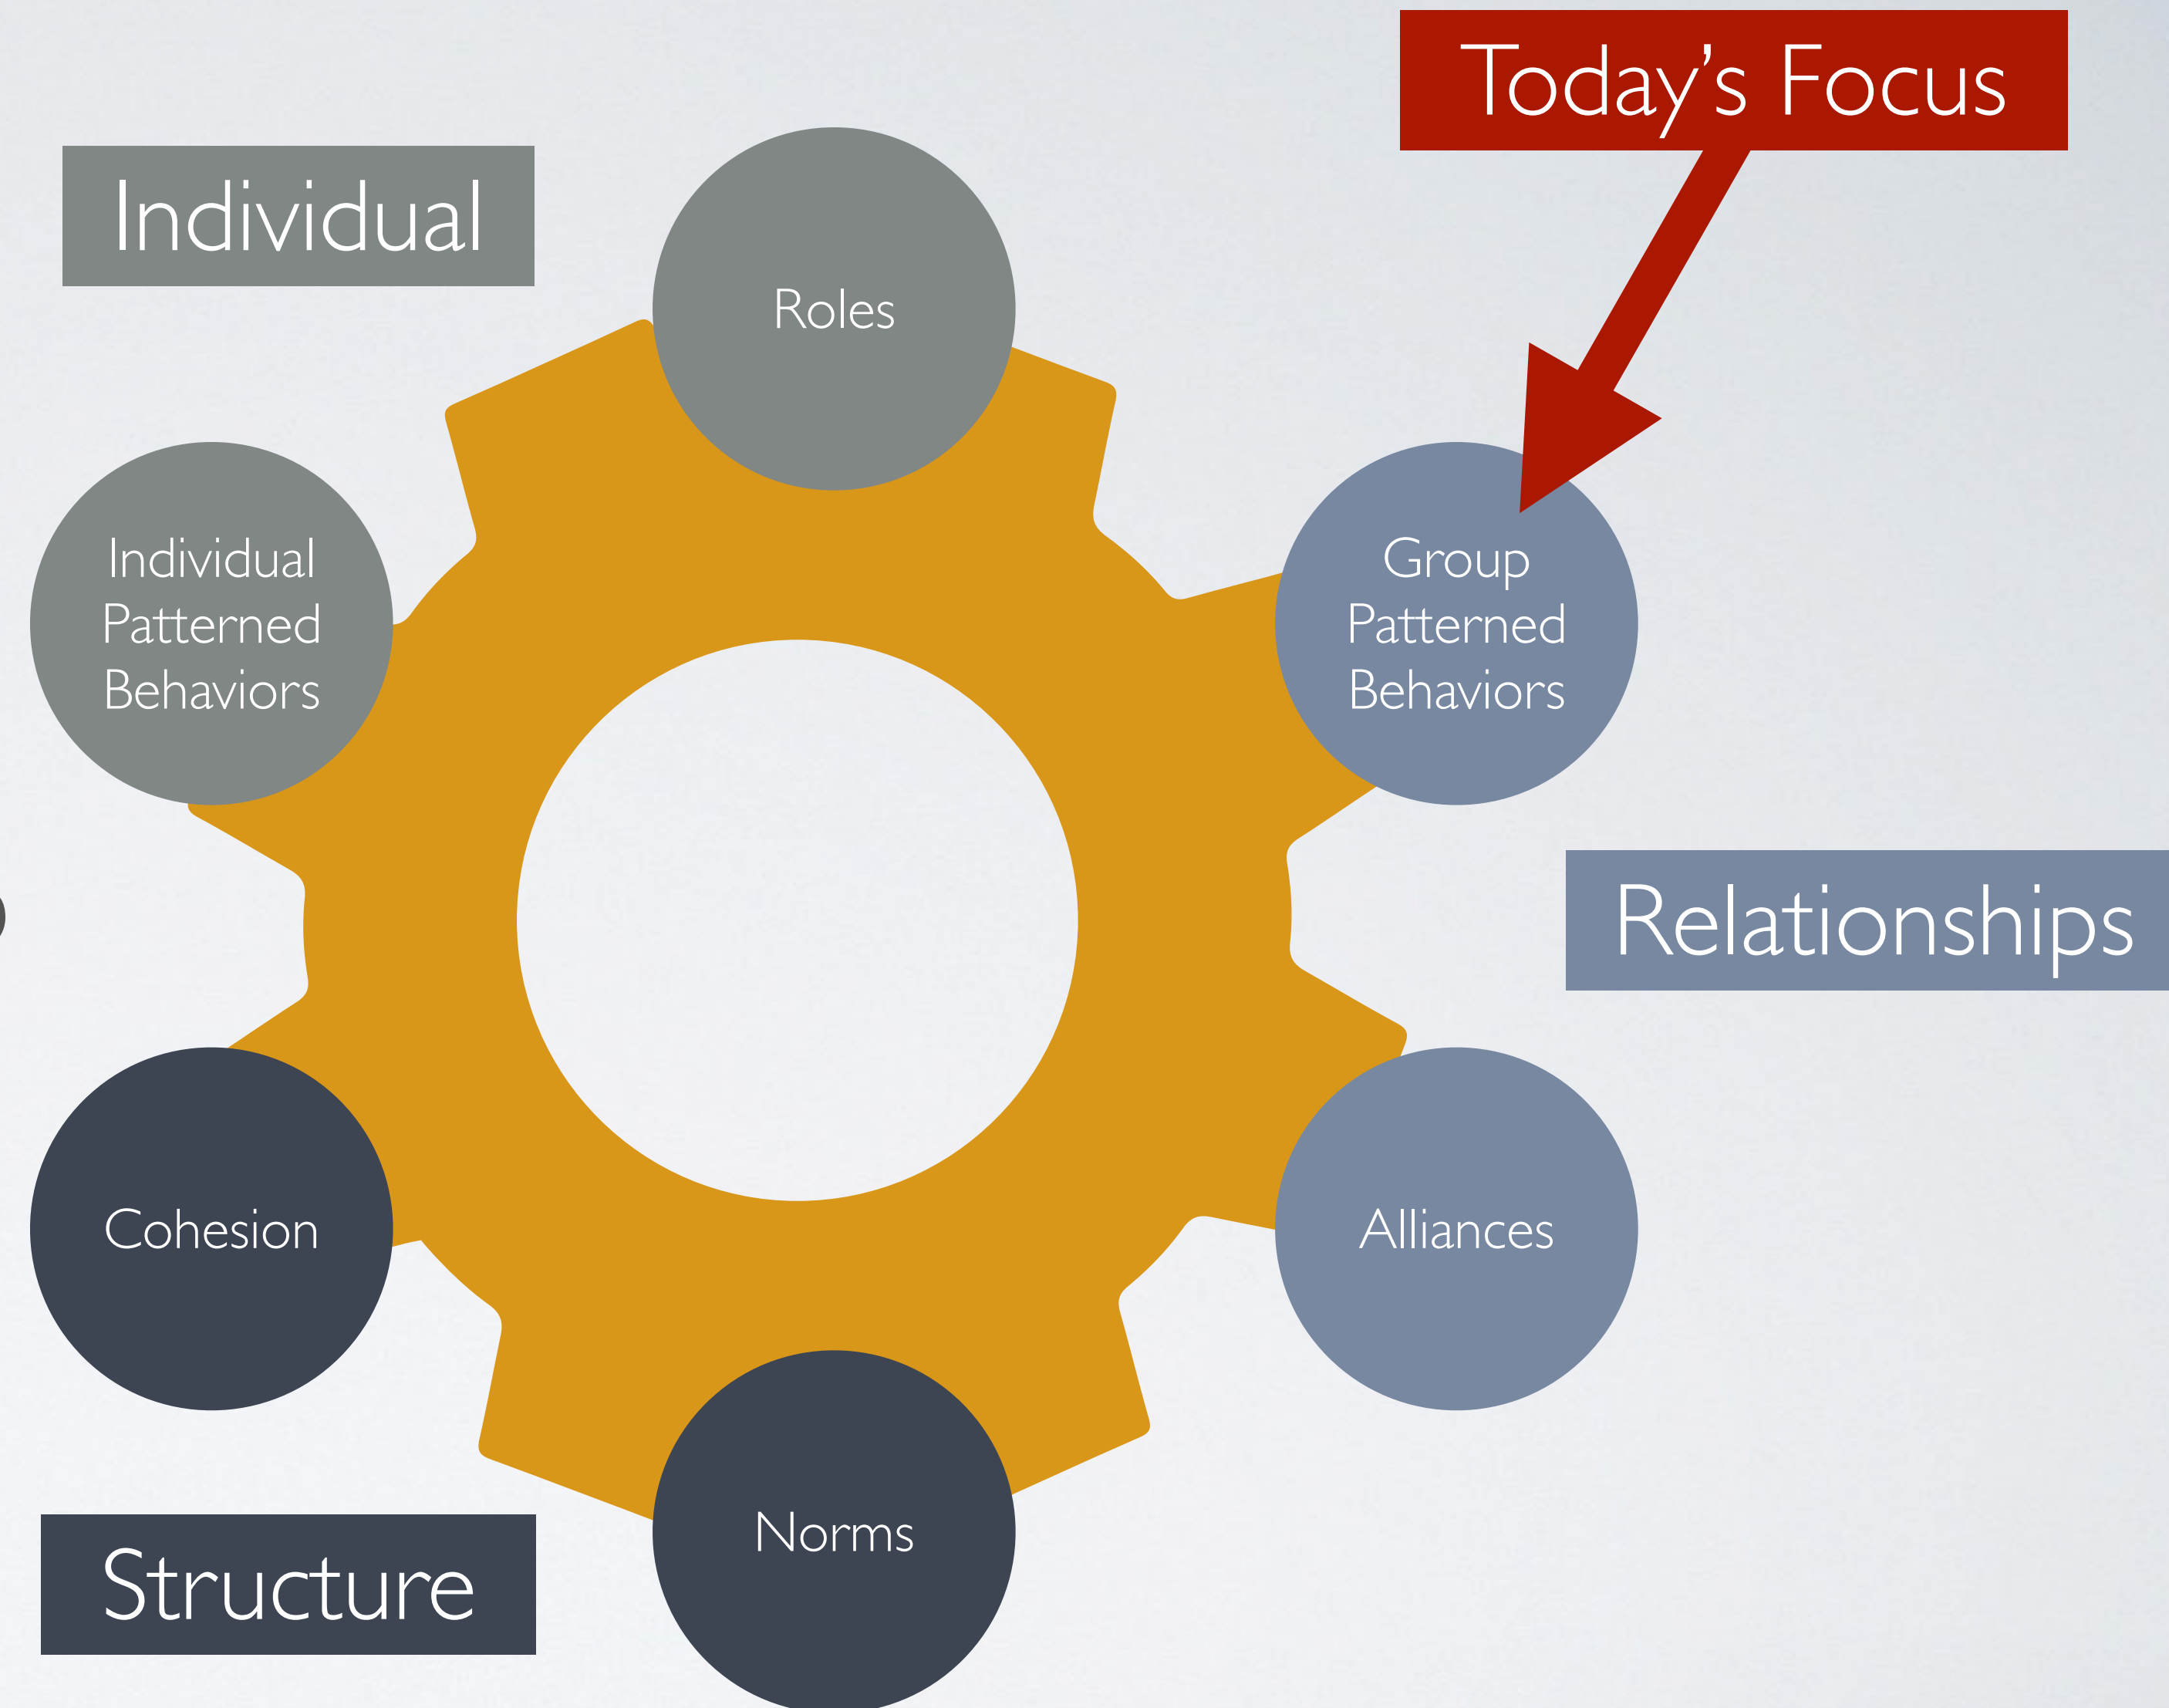 Today's Focus
Individual
Roles
Individual
Patterned
Behaviors
Group
Patterned
Behaviors
Relationships
Cohesion
Alliances
Norms
Structure